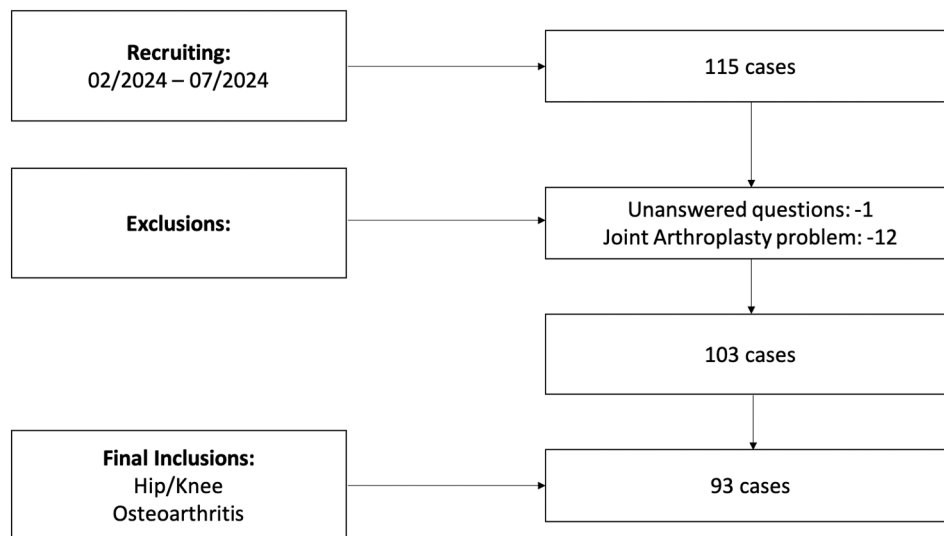 Recruiting:
02/2024 – 07/2024
115 cases
Exclusions:
Unanswered questions: -1
Joint Arthroplasty problem: -12
103 cases
Final Inclusions:
Hip/Knee
Osteoarthritis
93 cases